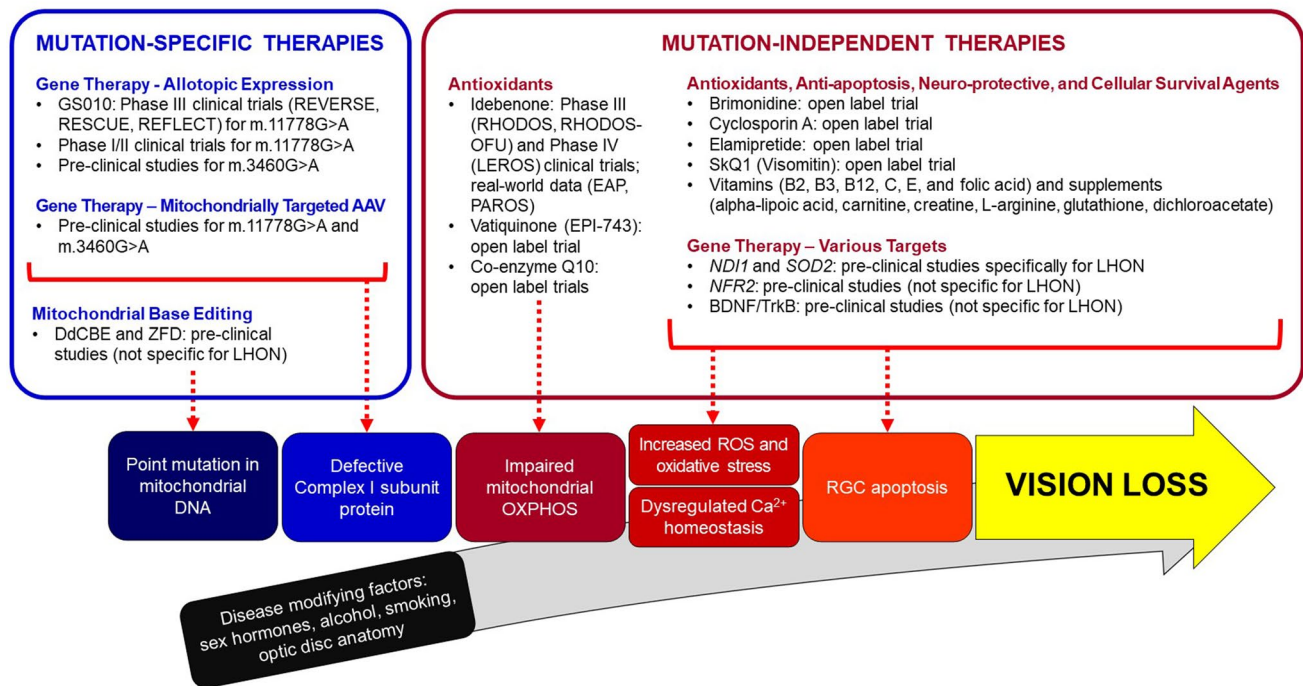 MUTATION-SPECIFIC THERAPIES
Gene Therapy - Allotopic Expression
• GS010: Phase III clinical trials (REVERSE,
RESCUE, REFLECT) for m.11778G>A
• Phase I/II clinical trials for m.11778G>A
• Pre-clinical studies for m.3460G>A
Gene Therapy – Mitochondrially Targeted AAV
• Pre-clinical studies for m.11778G>A and
m.3460G>A
Mitochondrial Base Editing
• DdCBE and ZFD: pre-clinical
studies (not specific for LHON)
MUTATION-INDEPENDENT THERAPIES
Antioxidants
• Idebenone: Phase III
(RHODOS, RHODOS-
OFU) and Phase IV
(LEROS) clinical trials;
real-world data (EAP,
PAROS)
• Vatiquinone (EPI-743):
open label trial
• Co-enzyme Q10:
open label trials
Antioxidants, Anti-apoptosis, Neuro-protective, and Cellular Survival Agents
• Brimonidine: open label trial
• Cyclosporin A: open label trial
• Elamipretide: open label trial
• SkQ1 (Visomitin): open label trial
• Vitamins (B2, B3, B12, C, E, and folic acid) and supplements
(alpha-lipoic acid, carnitine, creatine, L-arginine, glutathione, dichloroacetate)
Gene Therapy – Various Targets
• NDI1 and SOD2: pre-clinical studies specifically for LHON
• NFR2: pre-clinical studies (not specific for LHON)
• BDNF/TrkB: pre-clinical studies (not specific for LHON)
Point mutation in
mitochondrial
DNA
Defective
Complex I subunit
protein
Impaired
mitochondrial
OXPHOS
Increased ROS and
oxidative stress
Dysregulated Ca²⁺
homeostasis
RGC apoptosis
VISION LOSS
Disease modifying factors:
sex hormones, alcohol, smoking,
optic disc anatomy